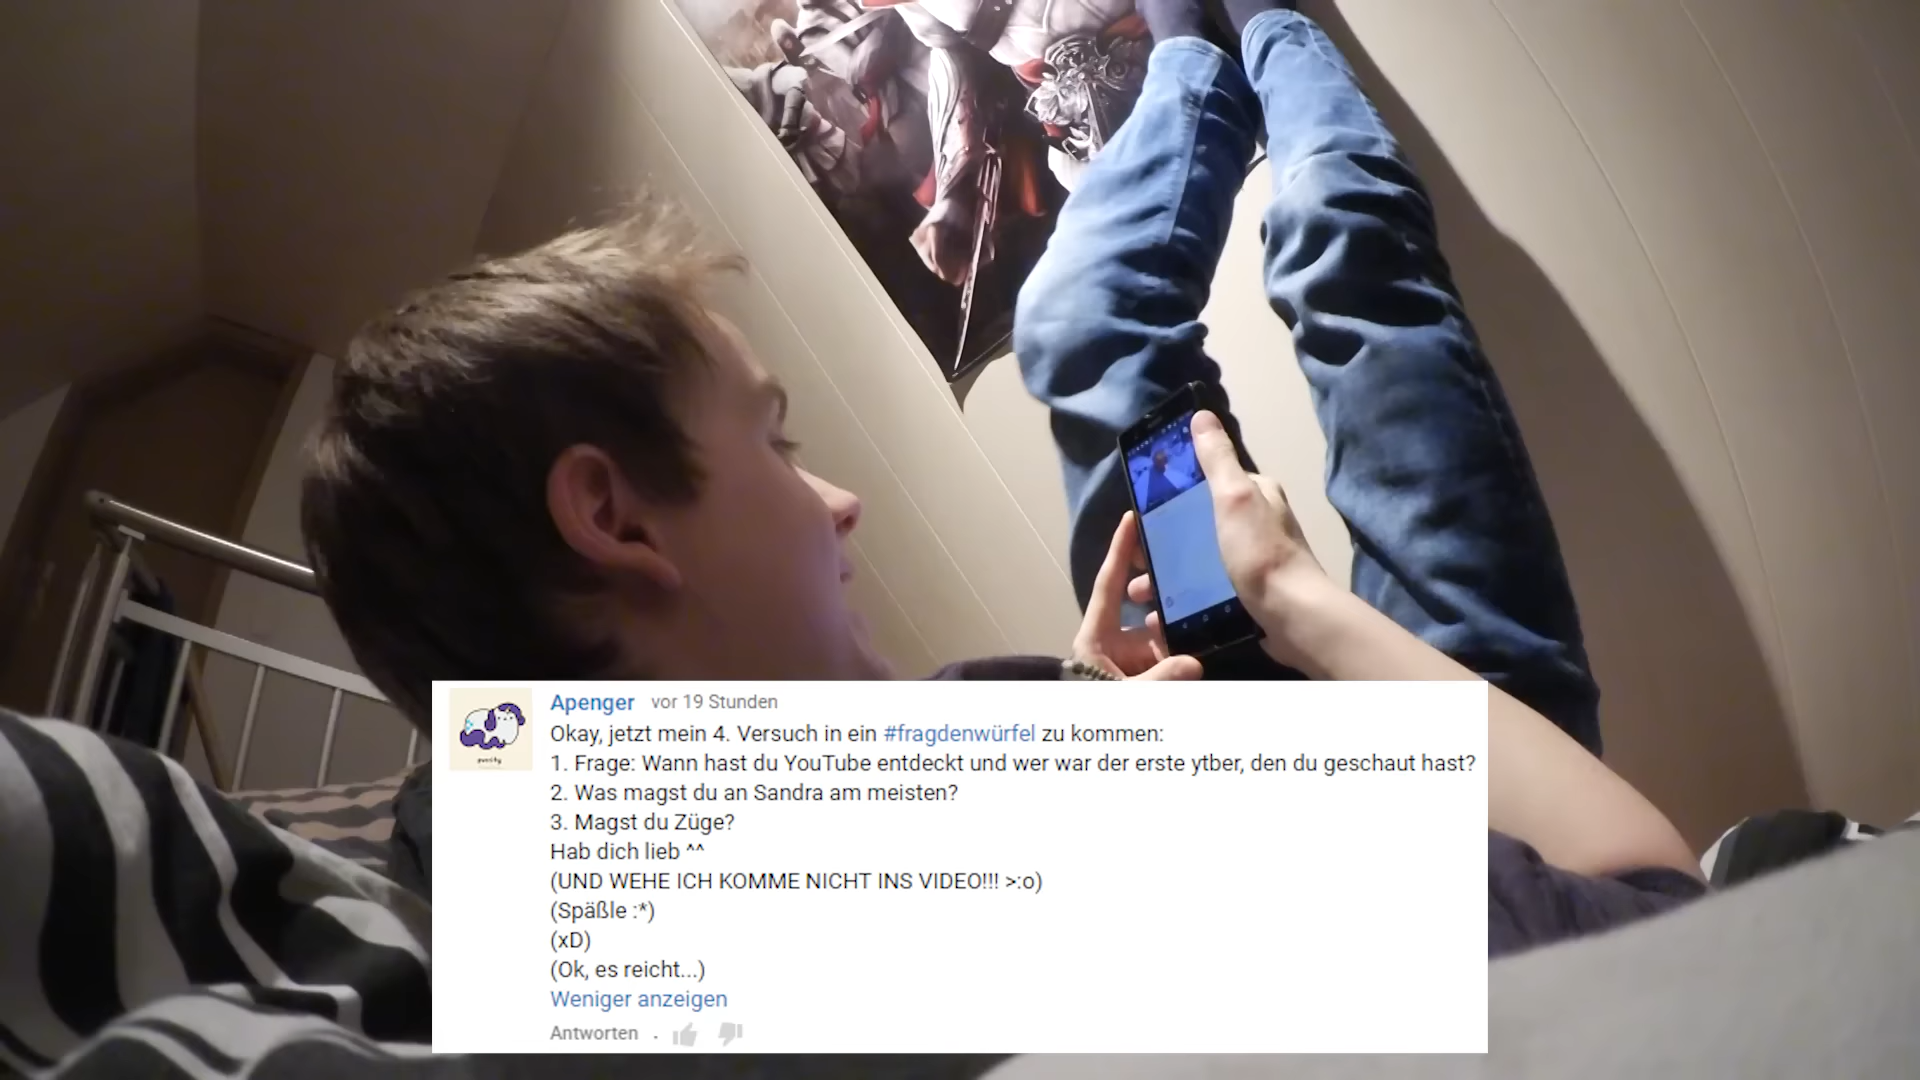 Apenger vor 19 Stunden
Okay, jetzt mein 4. Versuch in ein #fragdenwürfel zu kommen:
1. Frage: Wann hast du YouTube entdeckt und wer war der erste ytber, den du geschaut hast?
2. Was magst du an Sandra am meisten?
3. Magst du Züge?
Hab dich lieb ^^
(UND WEHE ICH KOMME NICHT INS VIDEO!!! >:o)
(Späßle :*)
(xD)
(Ok, es reicht...)
Weniger anzeigen
Antworten .